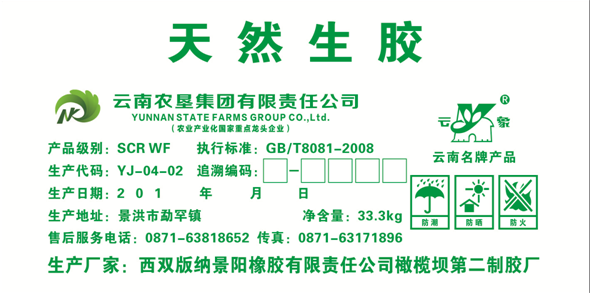 天然生胶
NK
云南农垦集团有限责任公司
YUNNAN STATE FARMS GROUP CO.,Ltd.
(农业产业化国家重点龙头企业)
产品级别：SCR WF 执行标准：GB/T8081-2008
生产代码：YJ-04-02 追溯编码：□-□□□□
生产日期：201 年 月 日
生产地址：景洪市勐罕镇 净含量：33.3kg
售后服务电话：0871-63818652 传真：0871-63171896
生产厂家：西双版纳景阳橡胶有限责任公司橄榄坝第二制胶厂
®
云 象
云南名牌产品
防潮 防晒 防火